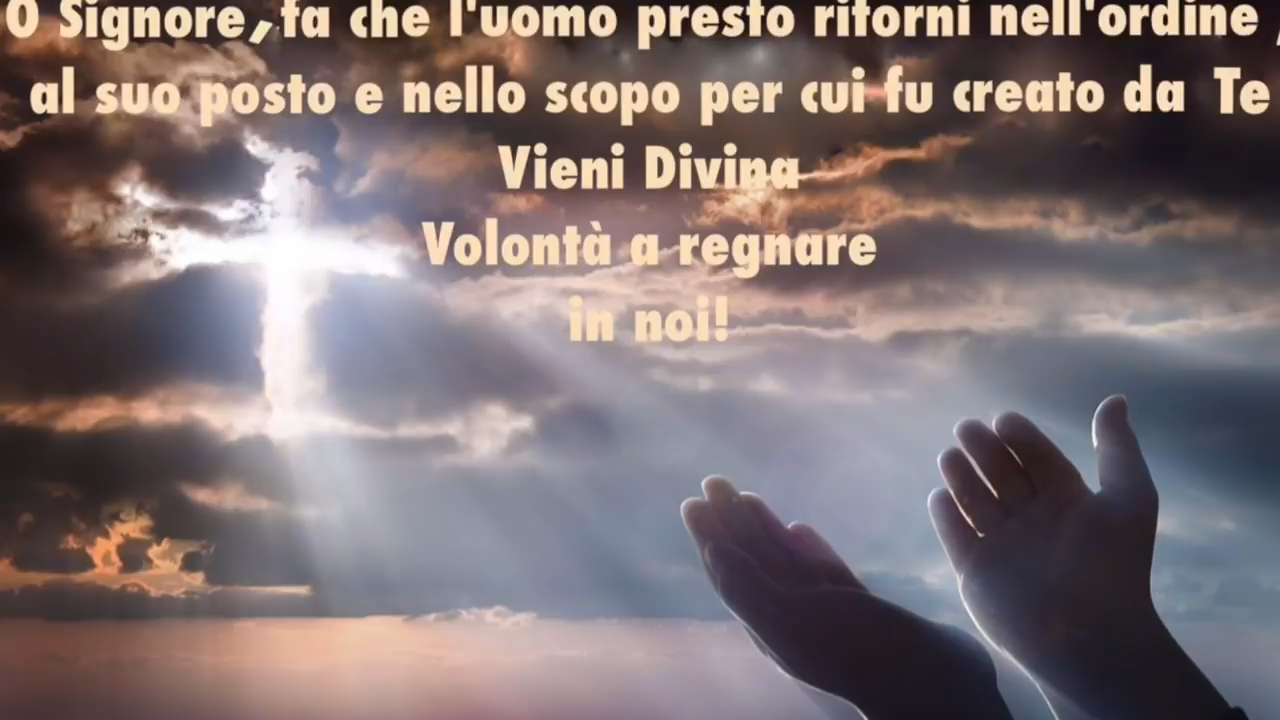 O Signore, fa che l'uomo presto ritorni nell'ordine ,
al suo posto e nello scopo per cui fu creato da Te
Vieni Divina
Volontà a regnare
in noi!